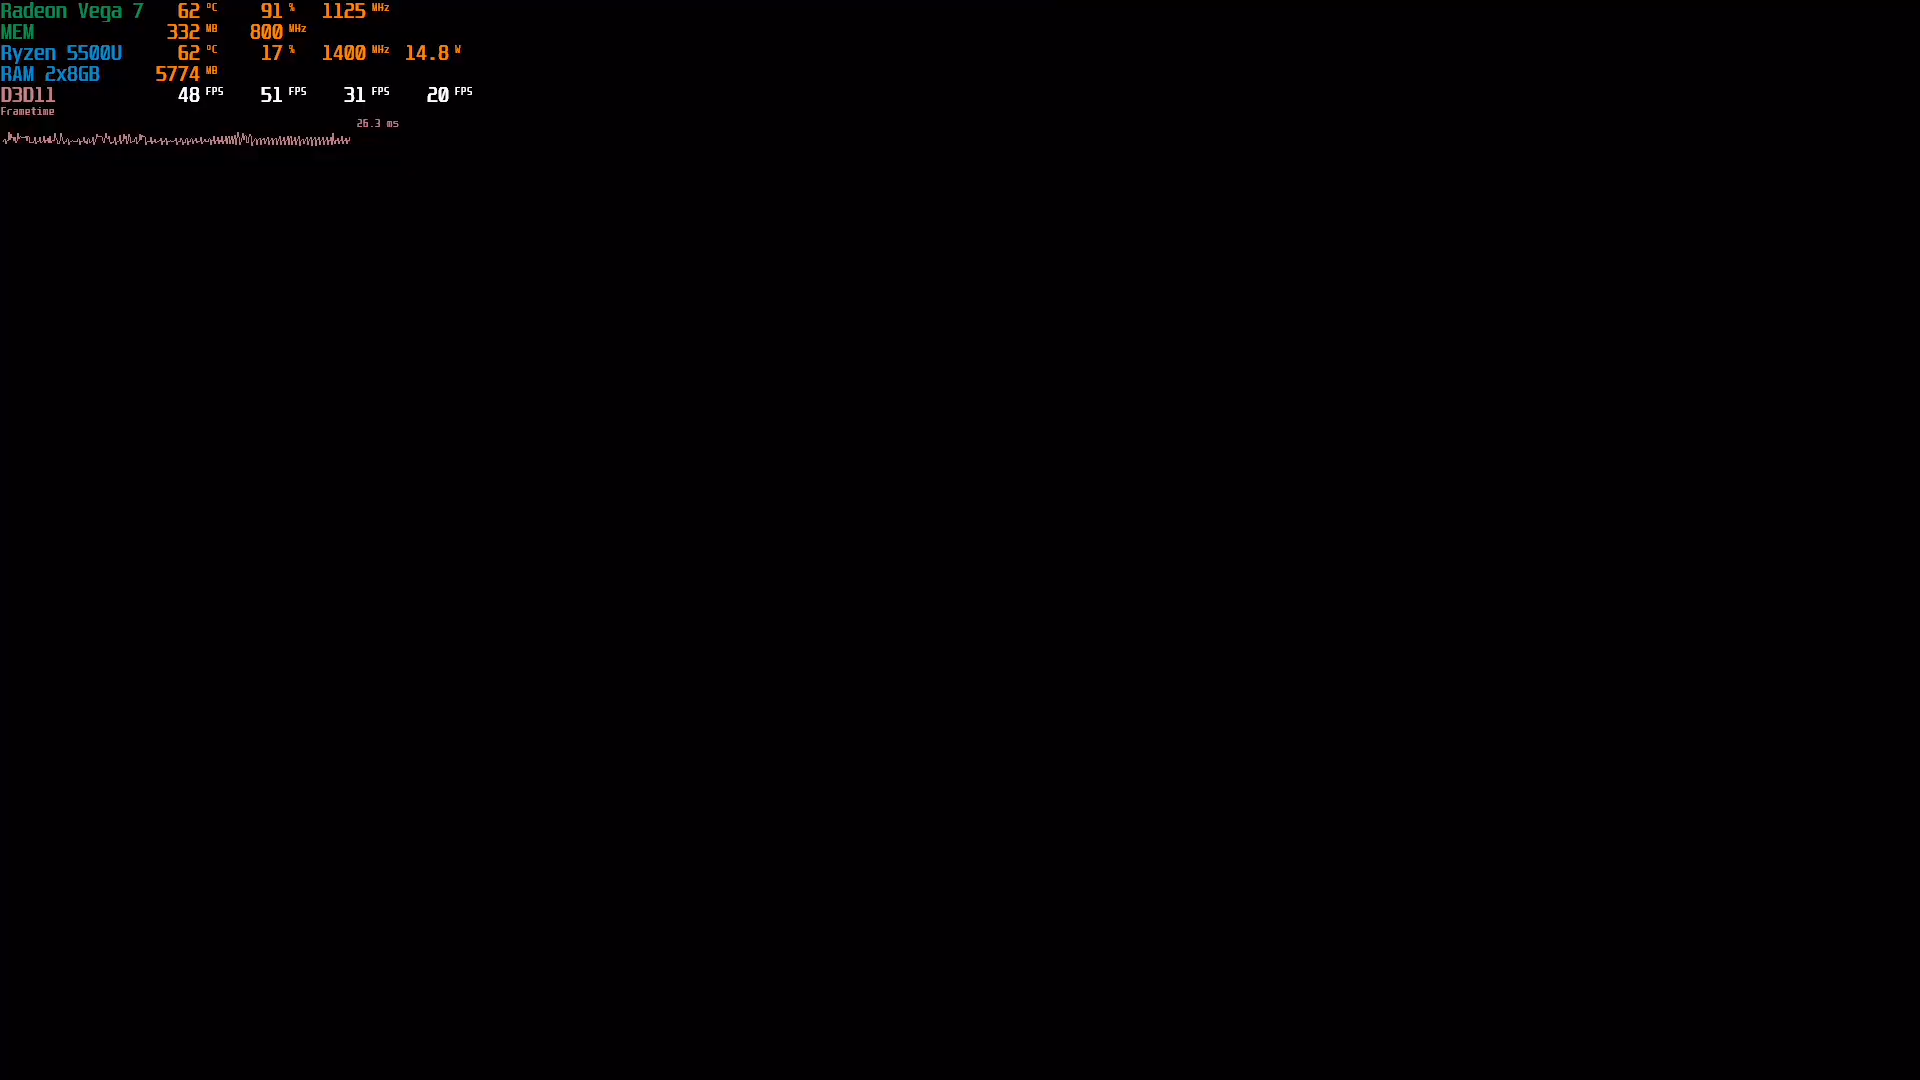 Radeon Vega 7 62 °C 91 % 1125 MHz
MEM 332 MB 800 MHz
Ryzen 5500U 62 °C 17 % 1400 MHz 14.8 W
RAM 2x8GB 5774 MB
D3D11 48 FPS 51 FPS 31 FPS 20 FPS
Frametime
26.3 ms